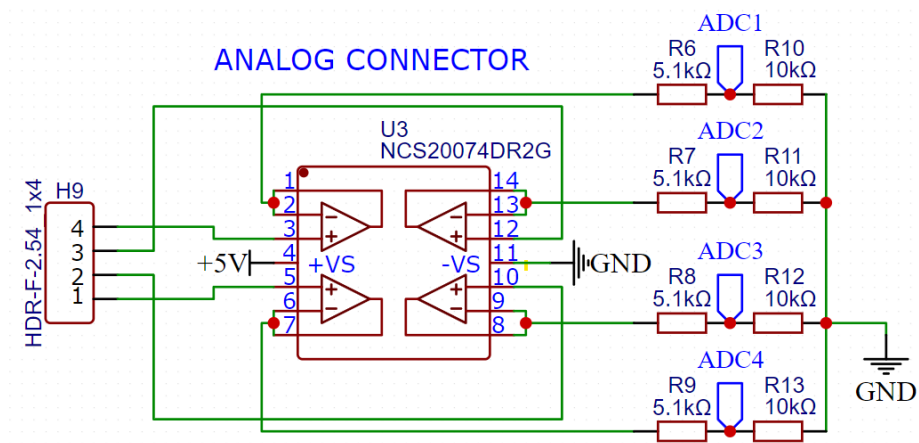 ANALOG CONNECTOR
ADC1
R6
5.1kΩ
R10
10kΩ
ADC2
R7
5.1kΩ
R11
10kΩ
ADC3
R8
5.1kΩ
R12
10kΩ
ADC4
R9
5.1kΩ
R13
10kΩ
GND
U3
NCS20074DR2G
1
2
3
4
5
6
7
14
13
12
11
10
9
8
+VS
-VS
+5V
GND
H9
HDR-F-2.54 1x4
4
3
2
1